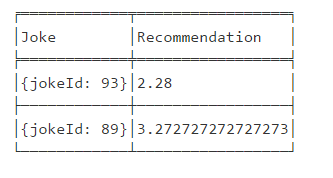 Joke Recommendation
{jokeId: 93} 2.28
{jokeId: 89} 3.272727272727273